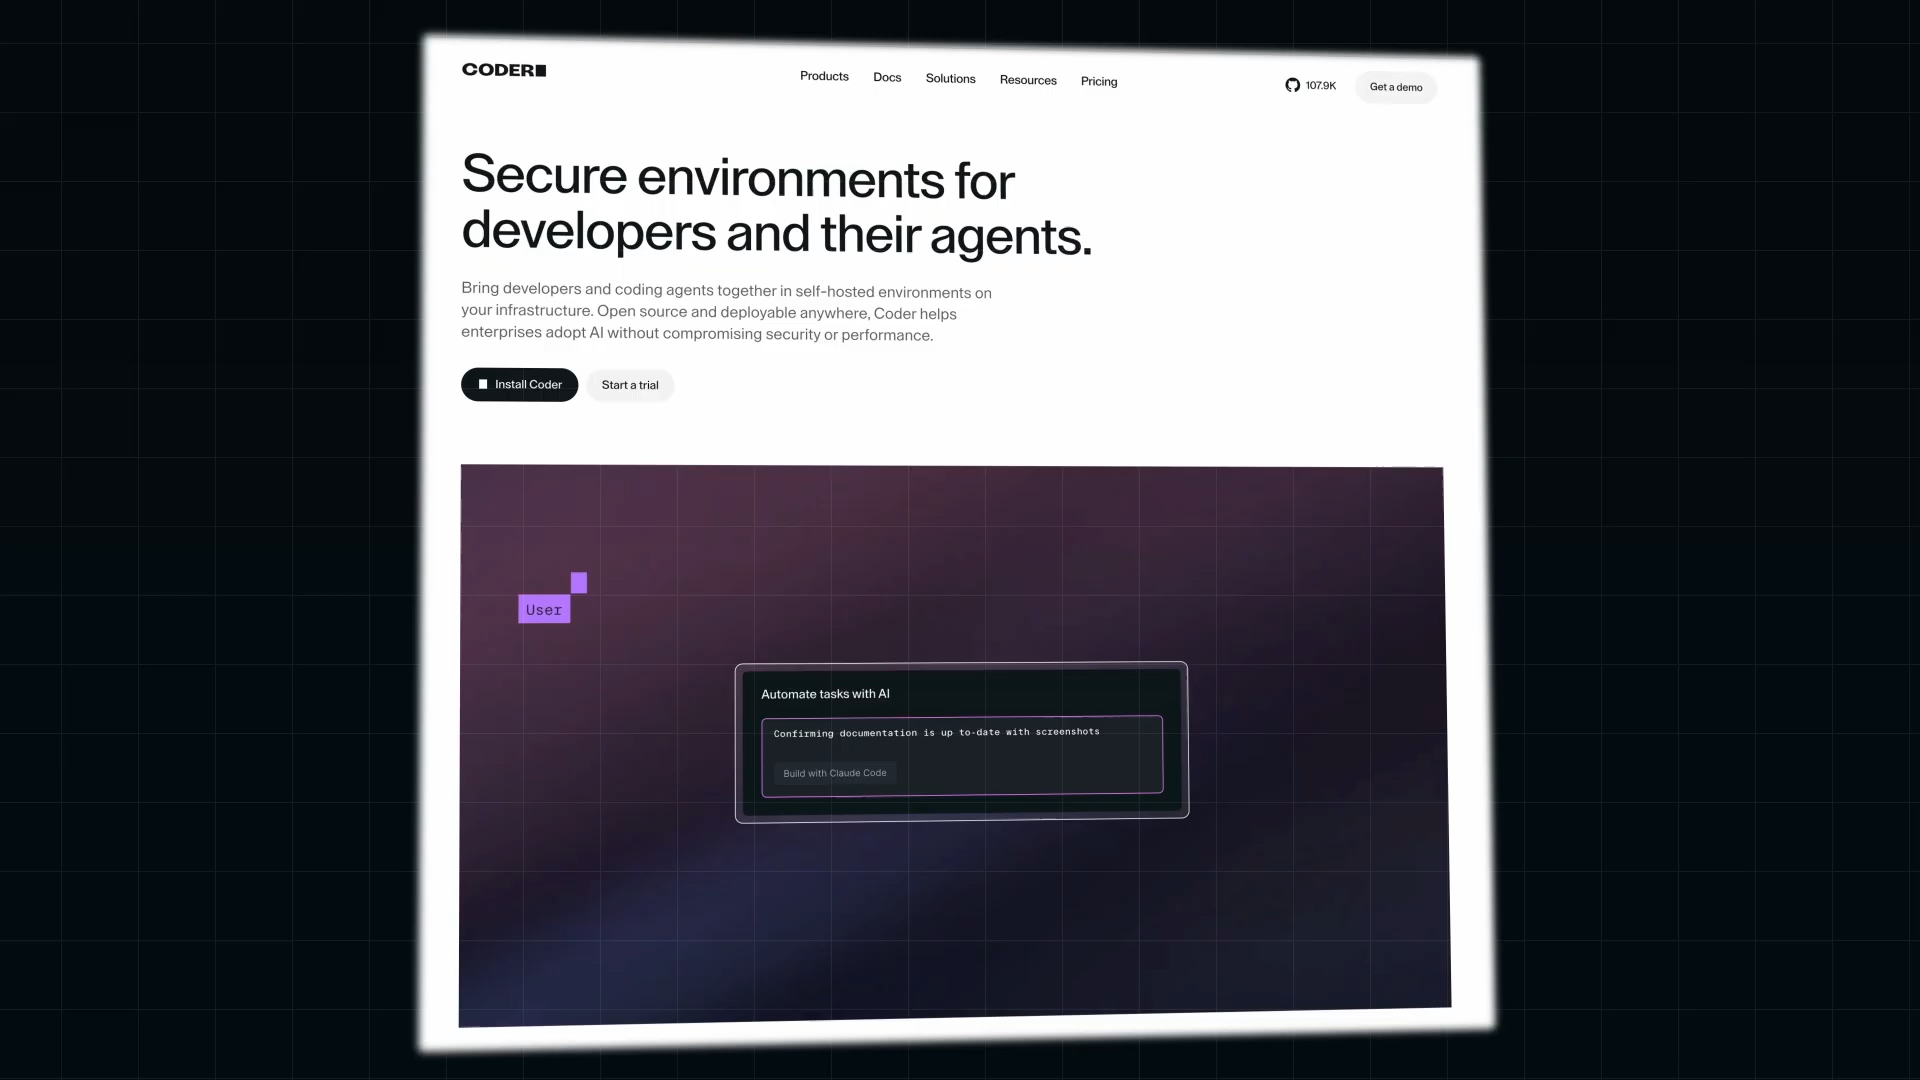 CODER
Products
Docs
Solutions
Resources
Pricing
107.9K
Get a demo
Secure environments for
developers and their agents.
Bring developers and coding agents together in self-hosted environments on
your infrastructure. Open source and deployable anywhere, Coder helps
enterprises adopt AI without compromising security or performance.
Install Coder
Start a trial
User
Automate tasks with AI
Confirming documentation is up to-date with screenshots
Build with Claude Code